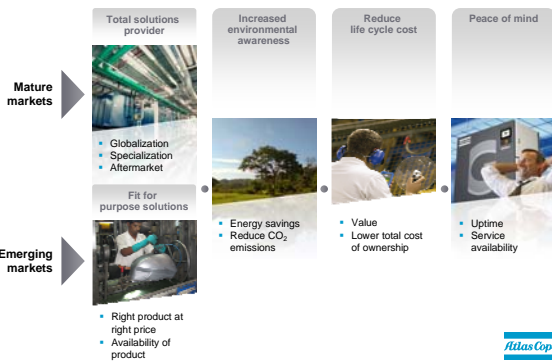 Total solutions
provider
Increased
environmental
awareness
Reduce
life cycle cost
Peace of mind
Mature
markets
Globalization
Specialization
Aftermarket
Fit for
purpose solutions
Energy savings
Reduce CO₂
emissions
Value
Lower total cost
of ownership
Uptime
Service
availability
Emerging
markets
Right product at
right price
Availability of
product
Atlas Cop